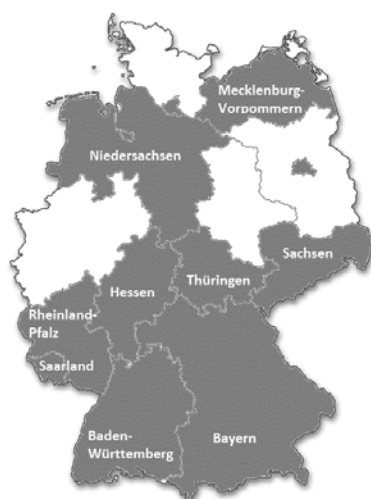 Mecklenburg-
Vorpommern
Niedersachsen
Sachsen
Thüringen
Hessen
Rheinland-
Pfalz
Saarland
Baden-
Württemberg
Bayern